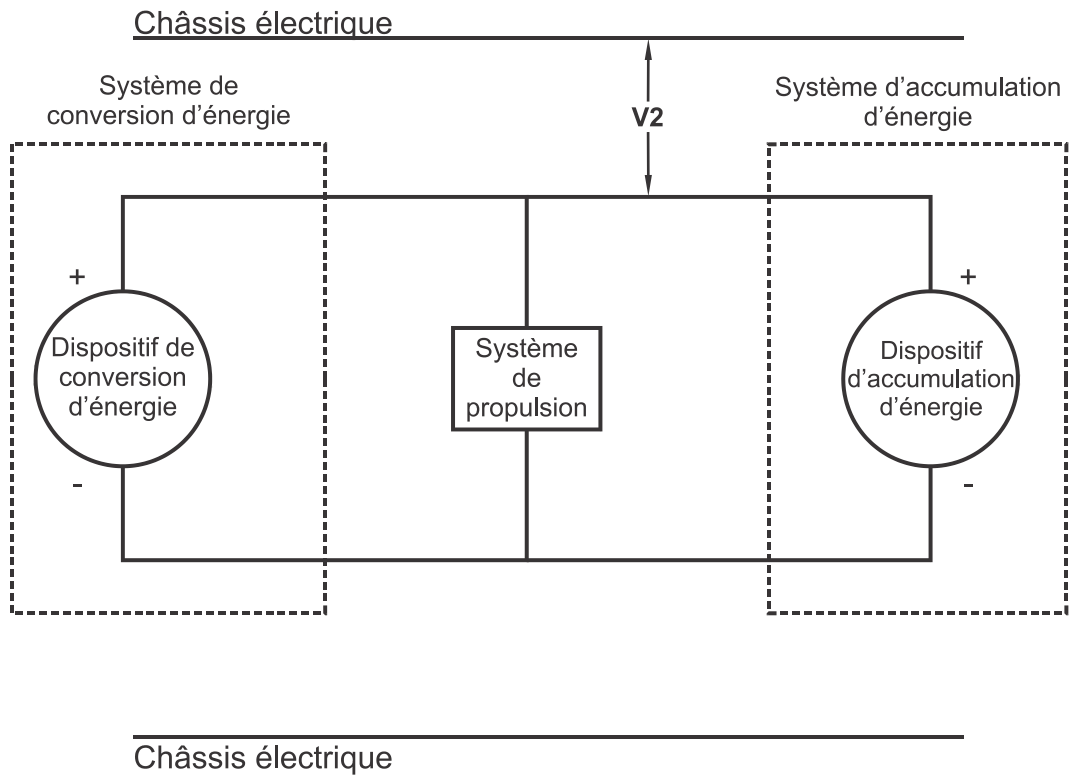 Châssis électrique
Système de
conversion d’énergie
Système d’accumulation
d’énergie
V2
+
+
Dispositif de
conversion
d’énergie
Système
de
propulsion
Dispositif
d’accumulation
d’énergie
-
-
Châssis électrique